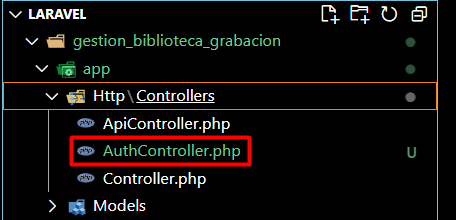 LARAVEL
gestion_biblioteca_grabacion
app
Http\Controllers
ApiController.php
AuthController.php U
Controller.php
Models